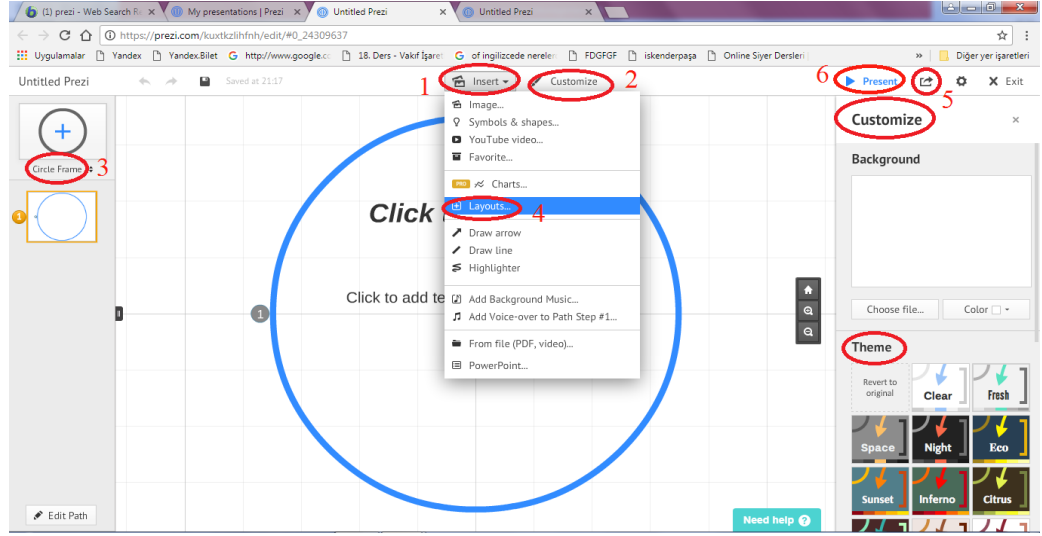 (1) prezi - Web Search Re
My presentations | Prezi
Untitled Prezi
Untitled Prezi
https://prezi.com/kuxtkzlihfnh/edit/#0_24309637
Uygulamalar
Yandex
Yandex.Bilet
http://www.google.co
18. Ders - Vakıf İşaret
of ingilizcede nereler
FDGFGF
iskenderpaşa
Online Siyer Dersleri
»
Diğer yer işaretleri
Untitled Prezi
Saved at 21:17
1
Insert
Customize
2
6
Present
5
Exit
Circle Frame
3
1
Click
Click to add te
1
Image...
Symbols & shapes...
YouTube video...
Favorite...
PRO Charts...
Layouts...
4
Draw arrow
Draw line
Highlighter
Add Background Music...
Add Voice-over to Path Step #1...
From file (PDF, video)...
PowerPoint...
Customize
×
Background
Choose file...
Color
Theme
Revert to
original
Clear
Fresh
Space
Night
Eco
Sunset
Inferno
Citrus
Edit Path
Need help ?